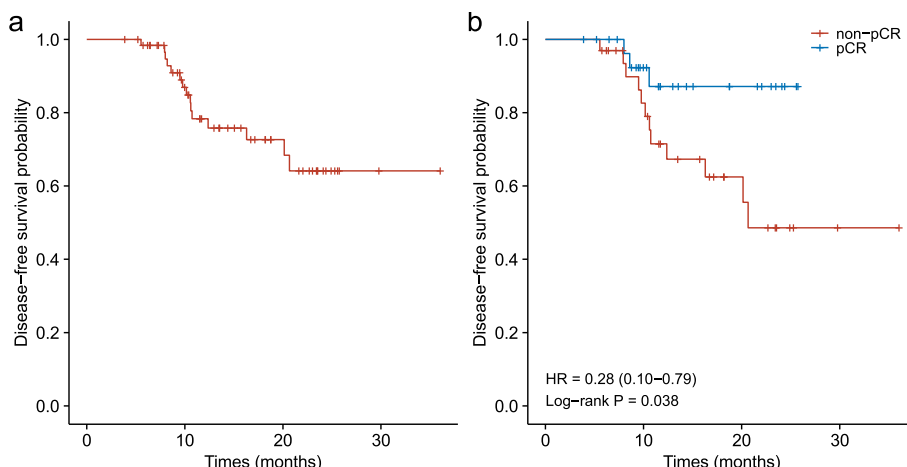 a
Disease−free survival probability
1.0
0.8
0.6
0.4
0.2
0.0
0 10 20 30
Times (months)
b
non−pCR
pCR
Disease−free survival probability
1.0
0.8
0.6
0.4
0.2
0.0
HR = 0.28 (0.10−0.79)
Log−rank P = 0.038
0 10 20 30
Times (months)